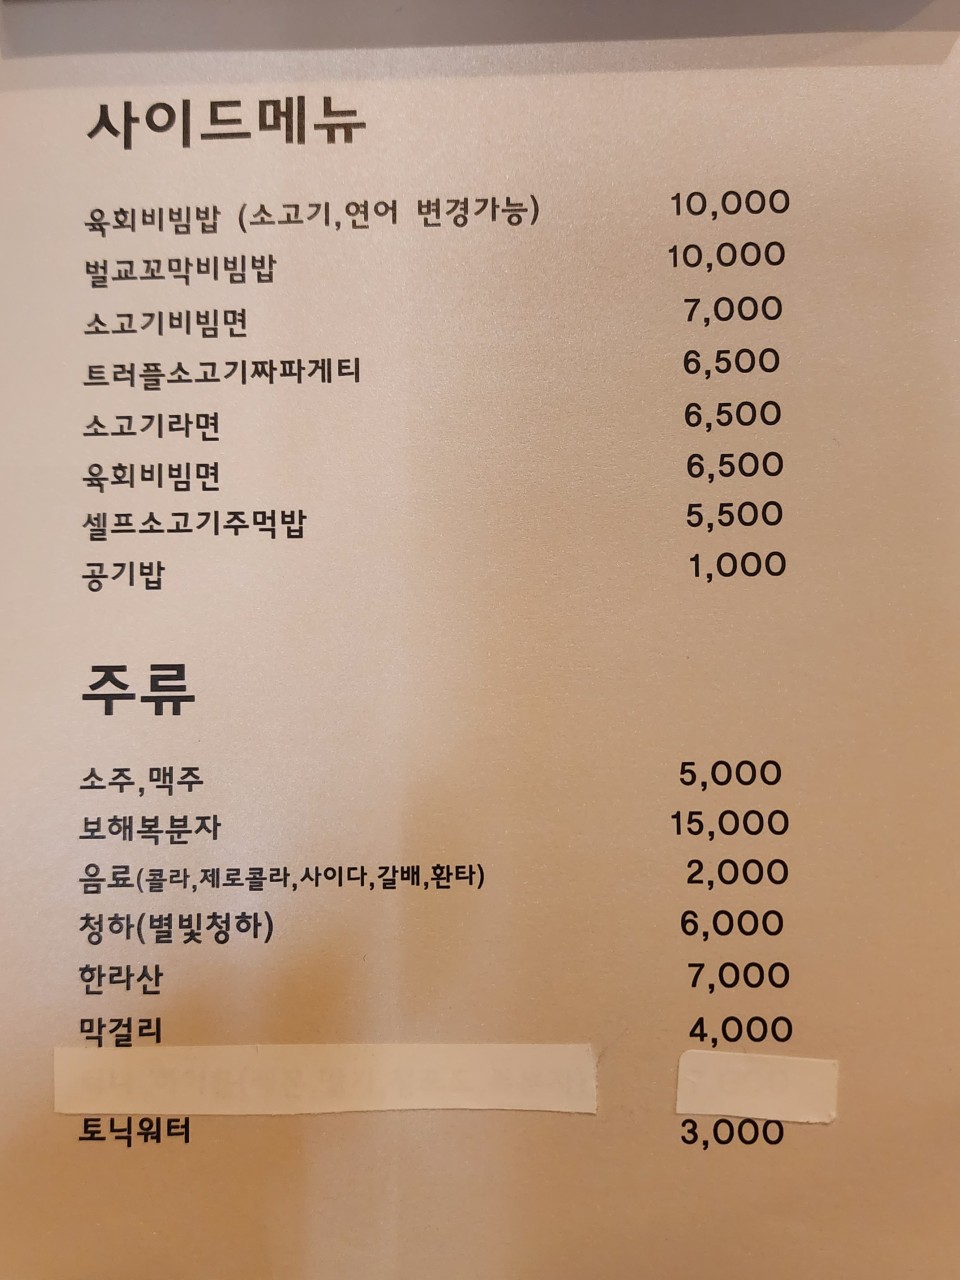 사이드메뉴
육회비빔밥 (소고기,연어 변경가능) 10,000
벌교꼬막비빔밥 10,000
소고기비빔면 7,000
트러플소고기짜파게티 6,500
소고기라면 6,500
육회비빔면 6,500
셀프소고기주먹밥 5,500
공기밥 1,000
주류
소주,맥주 5,000
보해복분자 15,000
음료(콜라,제로콜라,사이다,갈배,환타) 2,000
청하(별빛청하) 6,000
한라산 7,000
막걸리 4,000
토닉워터 3,000